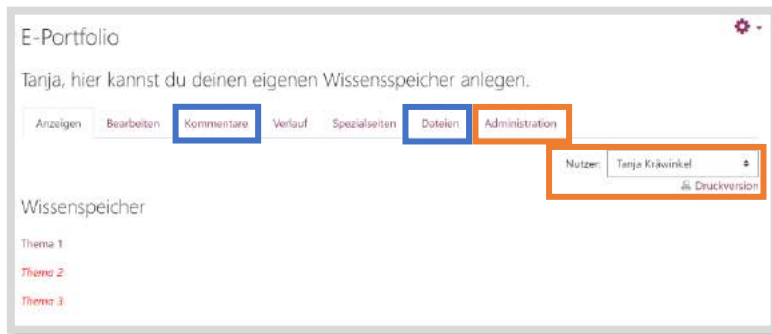 E-Portfolio
Tanja, hier kannst du deinen eigenen Wissensspeicher anlegen.
Anzeigen Bearbeiten Kommentare Verlauf Spezialseiten Dateien Administration
Nutzer: Tanja Kräwinkel
Druckversion
Wissenspeicher
Thema 1
Thema 2
Thema 3